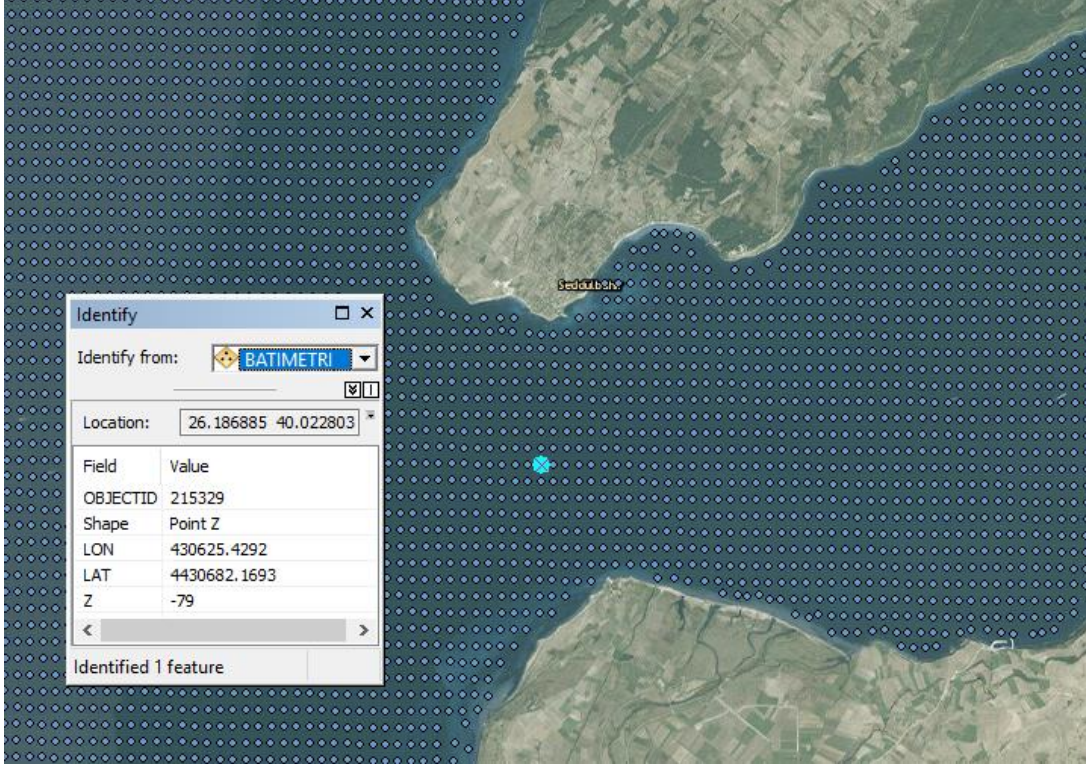 Seddülbahir
Identify
Identify from: BATIMETRI
Location: 26.186885 40.022803
Field Value
OBJECTID 215329
Shape Point Z
LON 430625.4292
LAT 4430682.1693
Z -79
Identified 1 feature